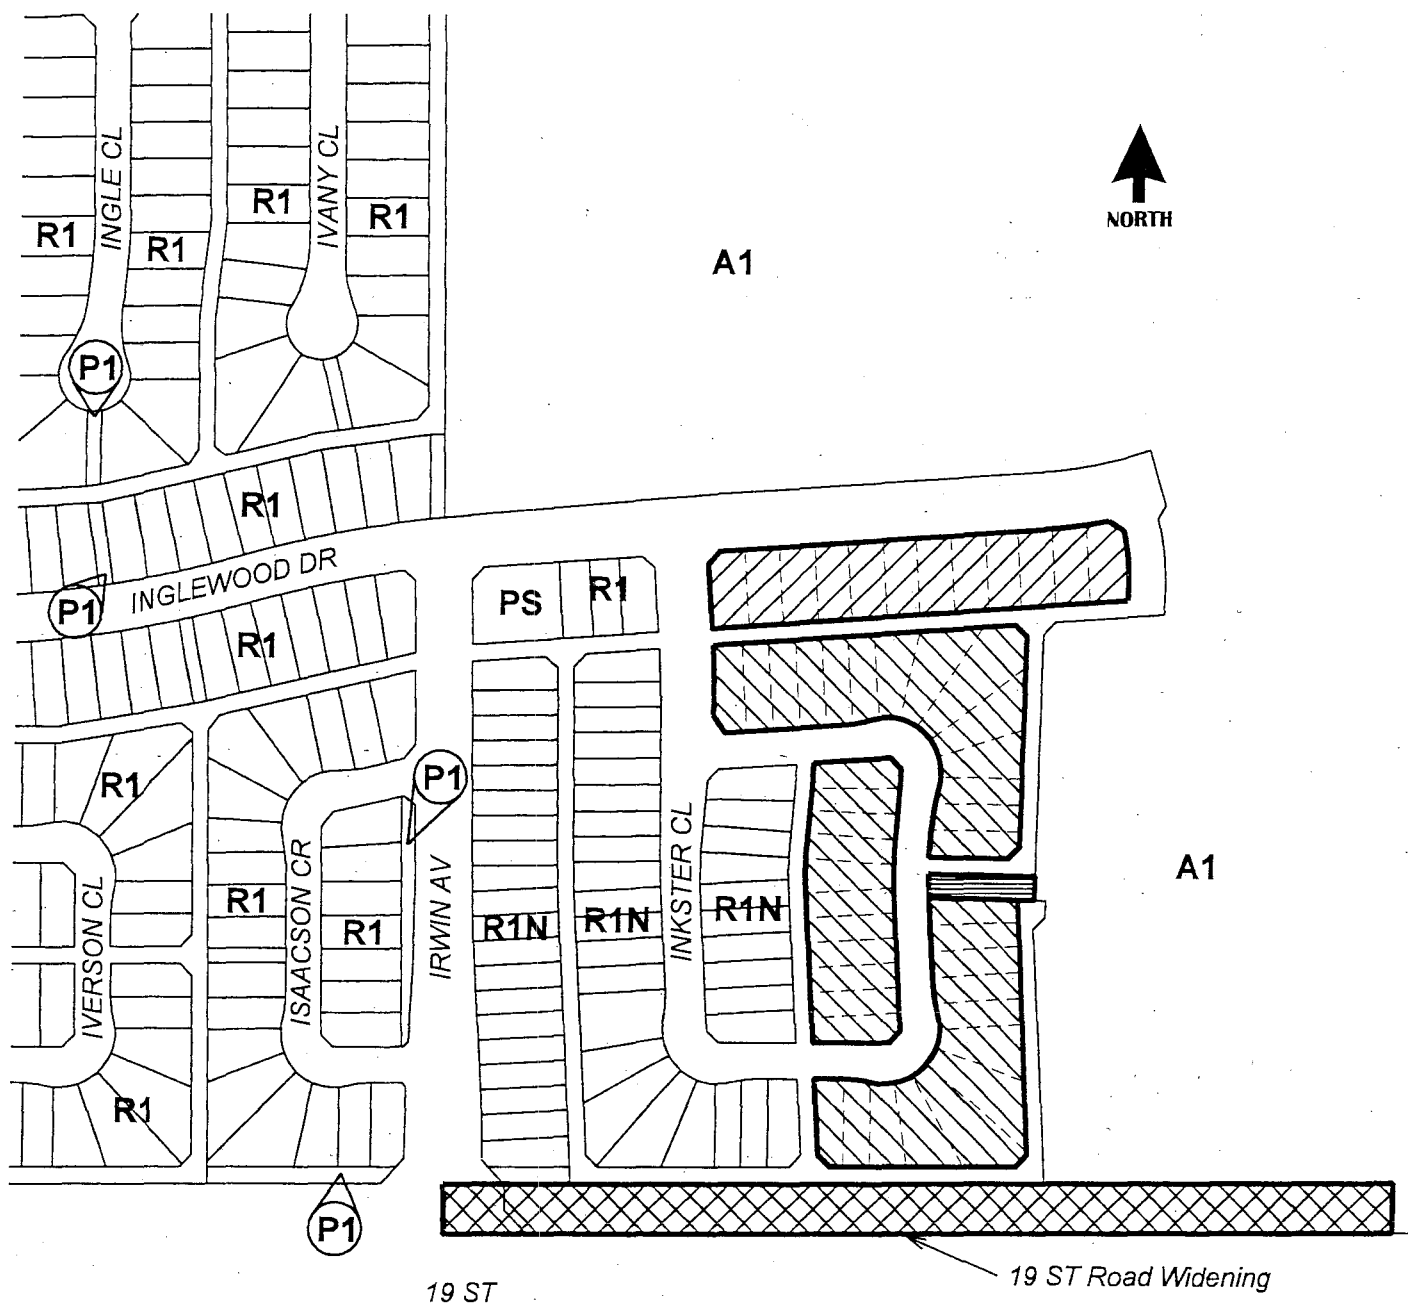 INGLE CL
IVANY CL
R1
R1
R1
R1
NORTH
A1
P1
R1
INGLEWOOD DR
P1
PS
R1
R1
P1
R1
A1
INKSTER CL
IVERSON CL
R1
ISAACSON CR
R1
IRWIN AV
R1N
R1N
R1N
R1
P1
19 ST
19 ST Road Widening